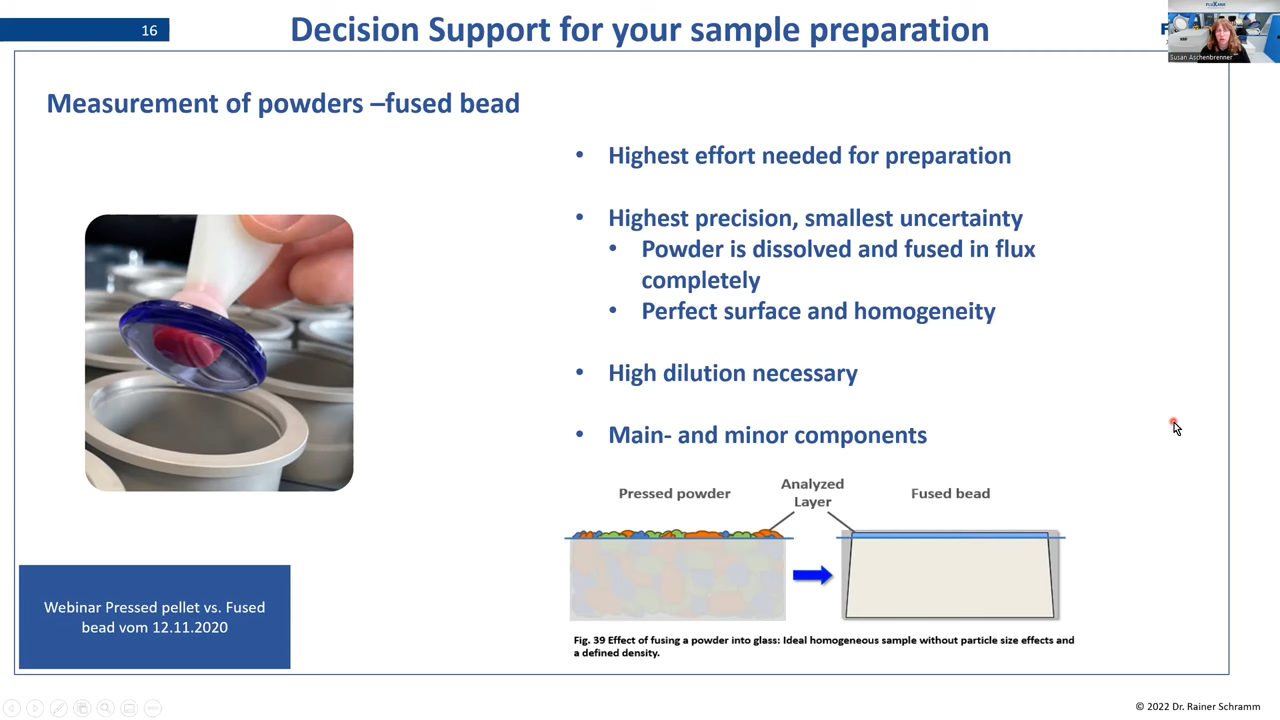 16
Decision Support for your sample preparation
F
FLUXANA
Susan Aschenbrenner
Measurement of powders –fused bead
• Highest effort needed for preparation
• Highest precision, smallest uncertainty
• Powder is dissolved and fused in flux
completely
• Perfect surface and homogeneity
• High dilution necessary
• Main- and minor components
Pressed powder
Analyzed
Layer
Fused bead
Webinar Pressed pellet vs. Fused
bead vom 12.11.2020
Fig. 39 Effect of fusing a powder into glass: Ideal homogeneous sample without particle size effects and
a defined density.
© 2022 Dr. Rainer Schramm